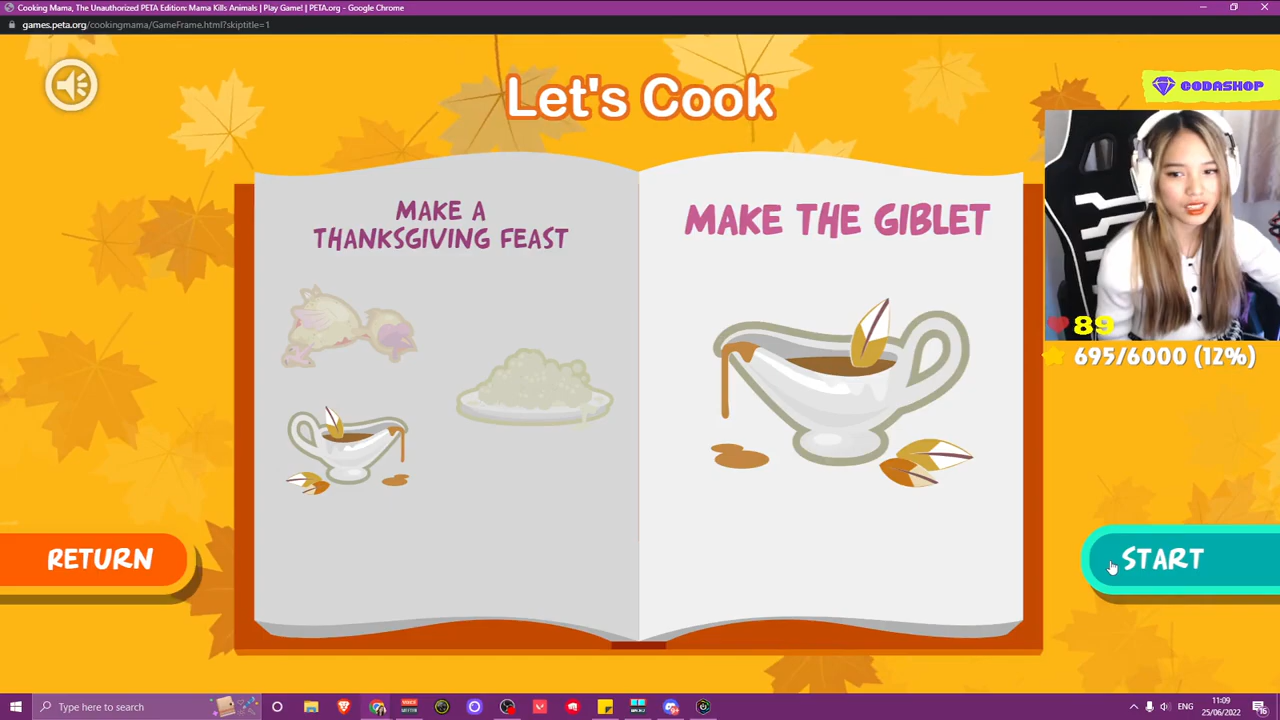 Cooking Mama, The Unauthorized PETA Edition: Mama Kills Animals | Play Game! | PETA.org - Google Chrome
games.peta.org/cookingmama/GameFrame.html?skiptitle=1
Let's Cook
CODASHOP
MAKE A
THANKSGIVING FEAST
MAKE THE GIBLET
89
695/6000 (12%)
RETURN
START
Type here to search
ENG
11:09
25/06/2022